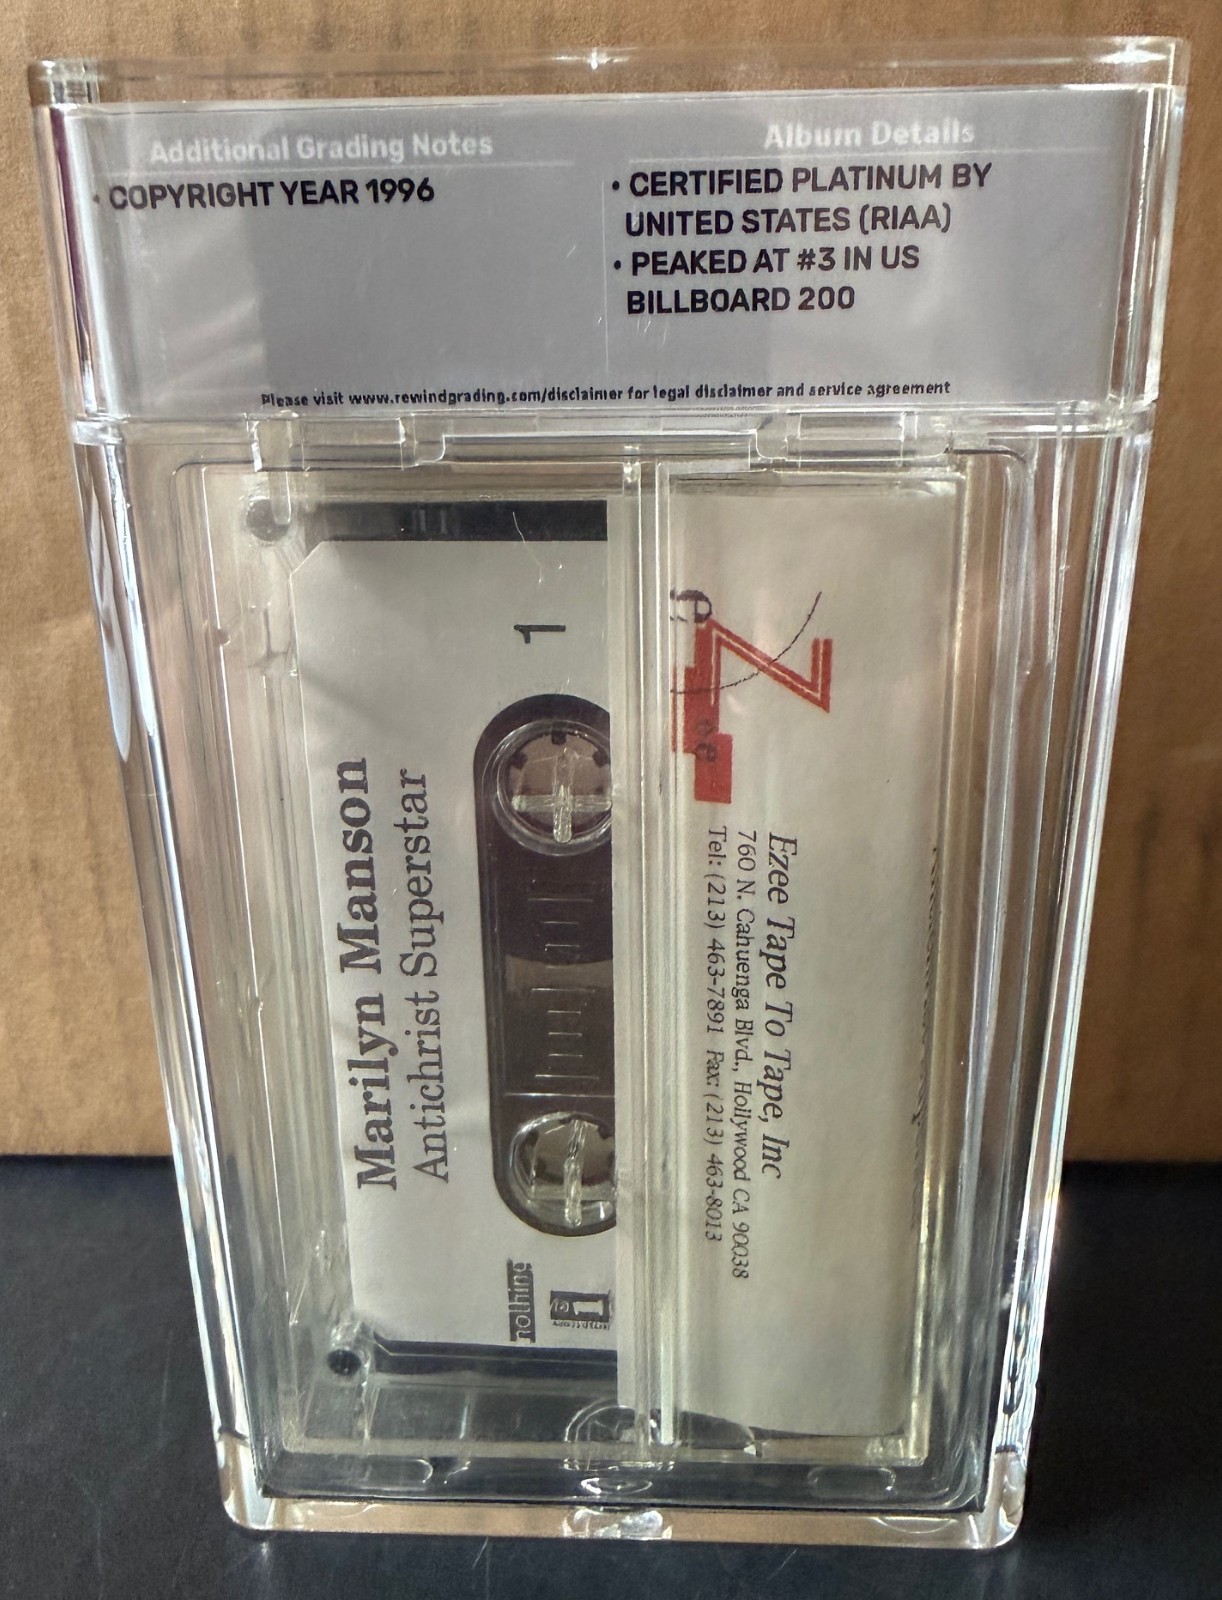 Additional Grading Notes
• COPYRIGHT YEAR 1996
Album Details
• CERTIFIED PLATINUM BY
UNITED STATES (RIAA)
• PEAKED AT #3 IN US
BILLBOARD 200
Please visit www.rewindgrading.com/disclaimer for legal disclaimer and service agreement
1
Marilyn Manson
Antichrist Superstar
nothing
e
Z
Ezee Tape To Tape, Inc
760 N. Cahuenga Blvd., Hollywood CA 90038
Tel: (213) 463-7891 Fax: (213) 463-8013